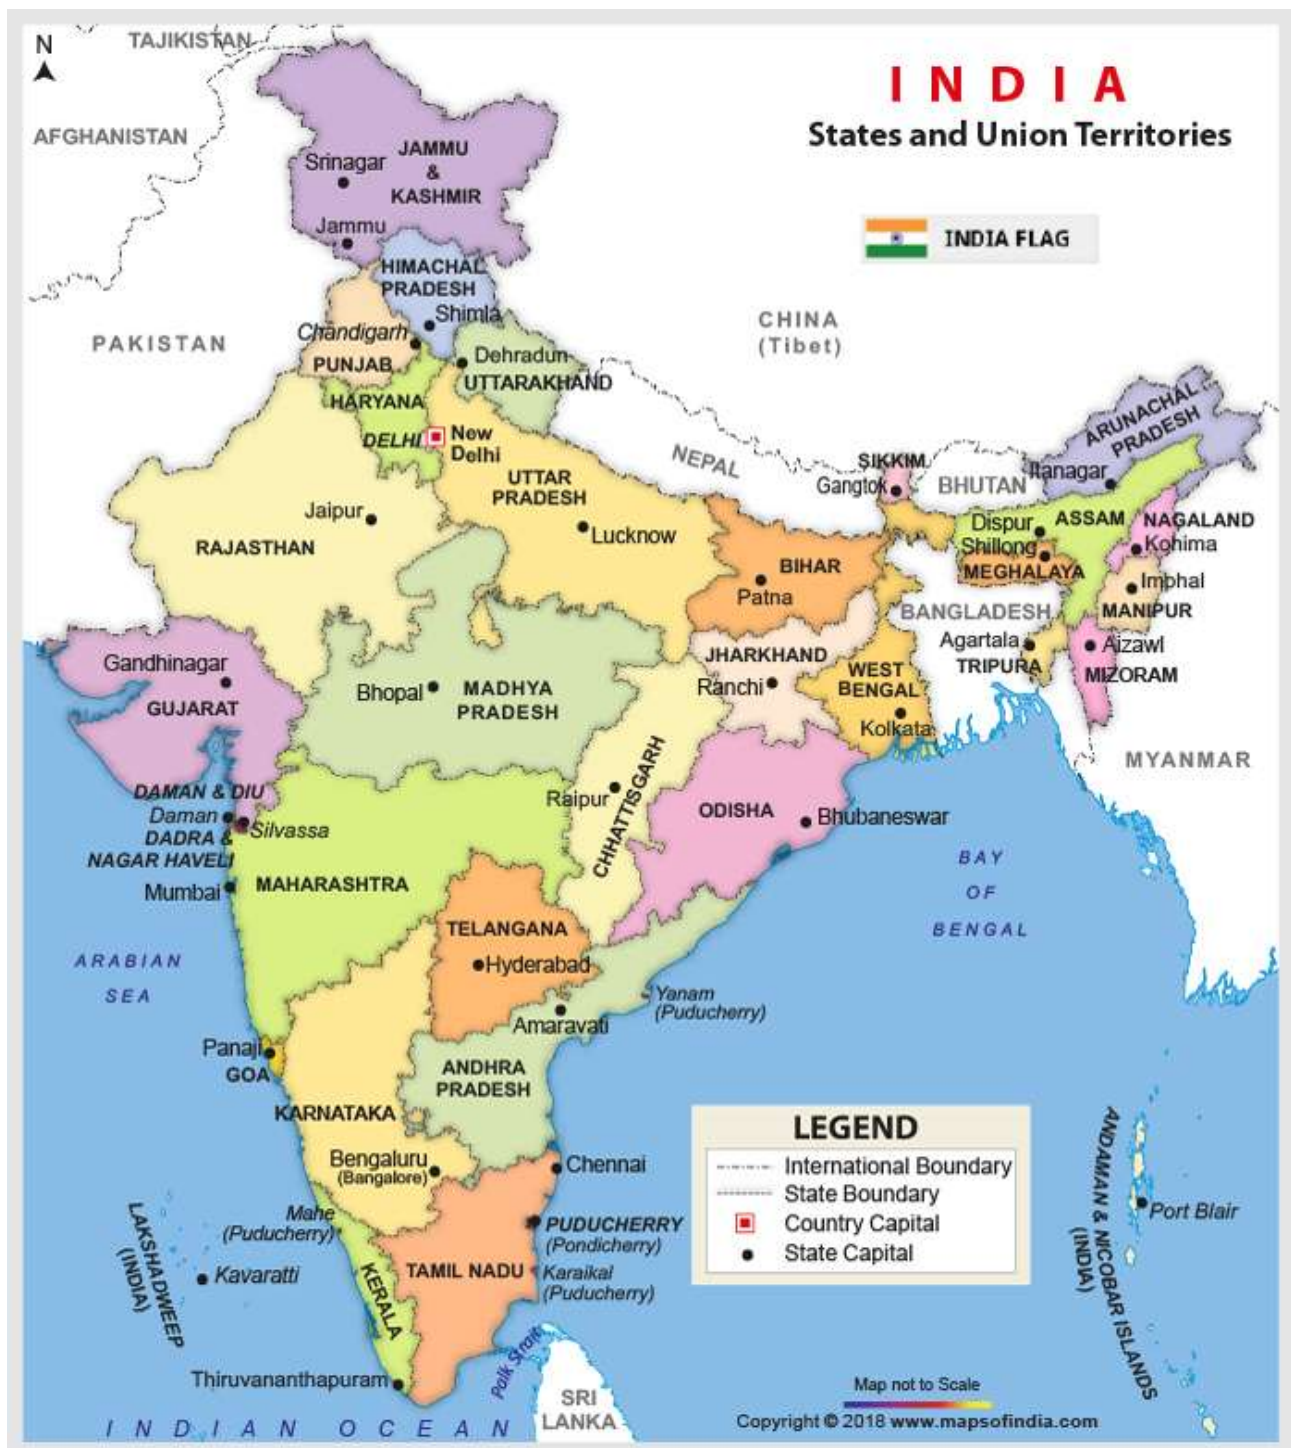 N
TAJIKISTAN
INDIA
States and Union Territories
AFGHANISTAN
JAMMU
&
KASHMIR
Srinagar
Jammu
INDIA FLAG
HIMACHAL
PRADESH
Shimla
CHINA
(Tibet)
PAKISTAN
Chandigarh
PUNJAB
Dehradun
UTTARAKHAND
HARYANA
DELHI
New
Delhi
ARUNACHAL
PRADESH
NEPAL
SIKKIM
Gangtok
BHUTAN
Itanagar
UTTAR
PRADESH
Lucknow
Jaipur
RAJASTHAN
Dispur
ASSAM
NAGALAND
Kohima
Shillong
MEGHALAYA
BIHAR
Patna
Imphal
MANIPUR
BANGLADESH
Agartala
TRIPURA
Aizawl
MIZORAM
JHARKHAND
Ranchi
WEST
BENGAL
Kolkata
Gandhinagar
GUJARAT
Bhopal
MADHYA
PRADESH
MYANMAR
DAMAN & DIU
Daman
Silvassa
DADRA &
NAGAR HAVELI
Mumbai
MAHARASHTRA
Raipur
CHHATTISGARH
ODISHA
Bhubaneswar
BAY
OF
BENGAL
TELANGANA
Hyderabad
ARABIAN
SEA
Yanam
(Puducherry)
Amaravati
Panaji
GOA
ANDHRA
PRADESH
KARNATAKA
Bengaluru
(Bangalore)
Chennai
LEGEND
International Boundary
State Boundary
Country Capital
State Capital
ANDAMAN & NICOBAR ISLANDS
(INDIA)
Port Blair
Mahe
(Puducherry)
PUDUCHERRY
(Pondicherry)
LAKSHADWEEP
(INDIA)
Kavaratti
KERALA
TAMIL NADU
Karaikal
(Puducherry)
Thiruvananthapuram
Palk Strait
SRI
LANKA
INDIAN OCEAN
Map not to Scale
Copyright © 2018 www.mapsofindia.com